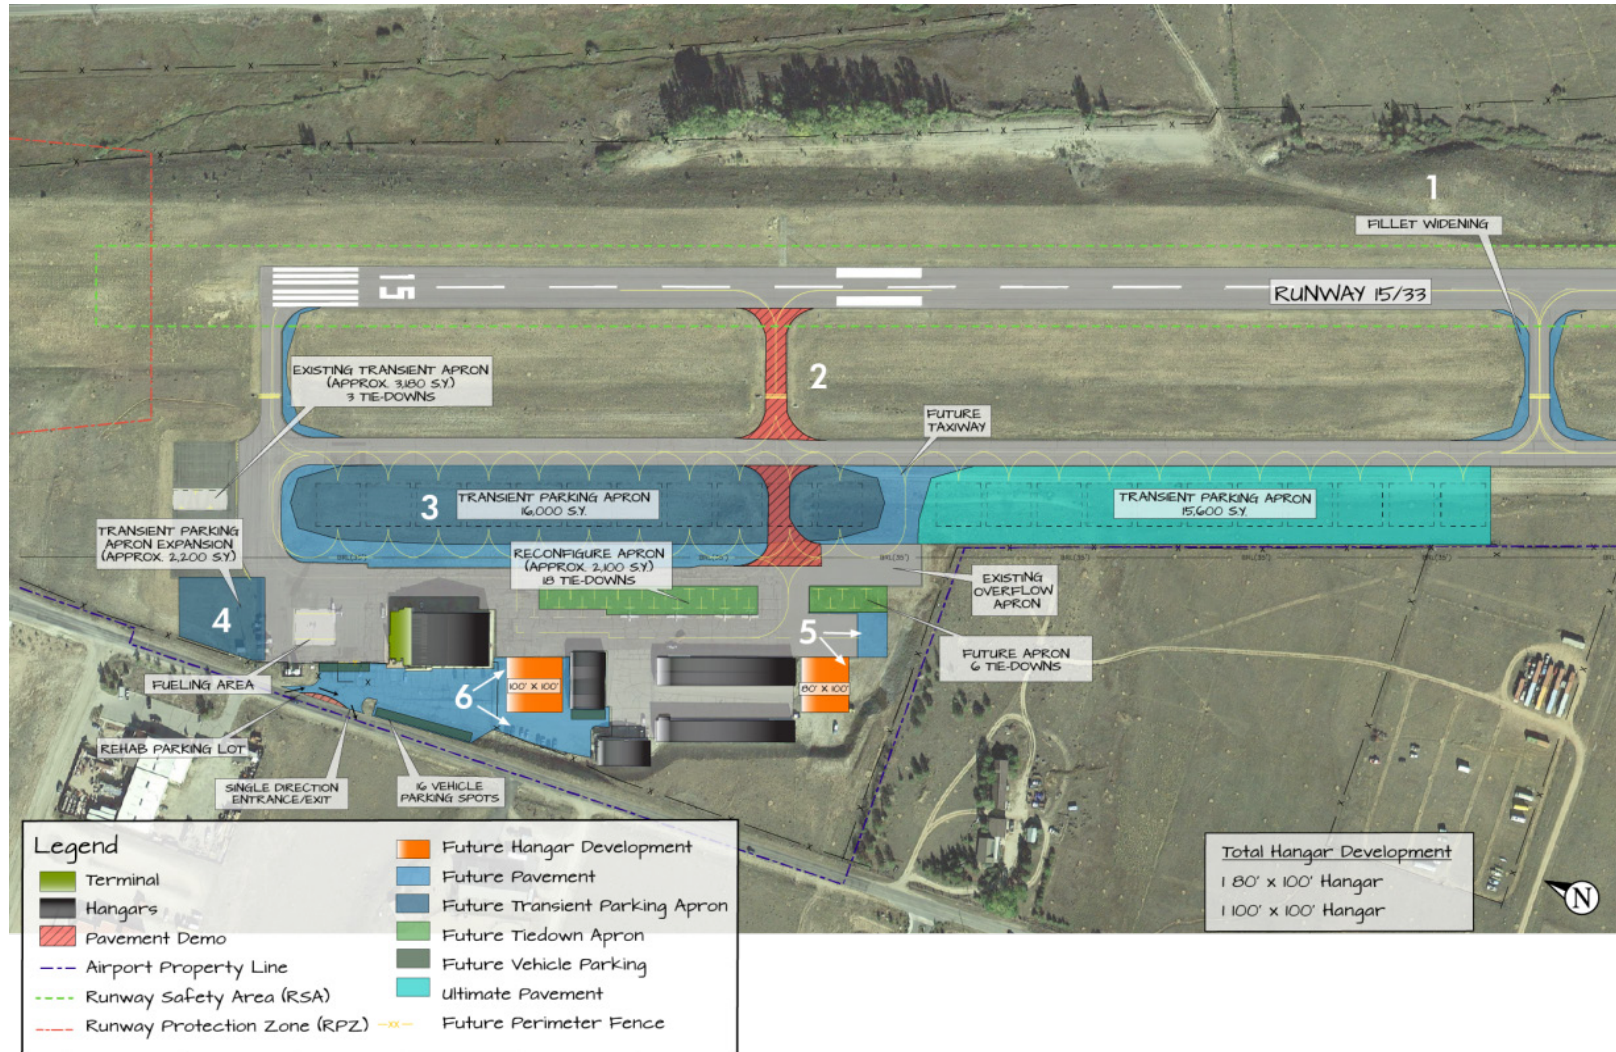 1
FILLET WIDENING
15
RUNWAY 15/33
2
EXISTING TRANSIENT APRON
(APPROX. 3,180 S.Y.)
3 TIE-DOWNS
FUTURE
TAXIWAY
3
TRANSIENT PARKING APRON
16,000 S.Y.
TRANSIENT PARKING APRON
15,600 S.Y.
TRANSIENT PARKING
APRON EXPANSION
(APPROX. 2,200 S.Y.)
RECONFIGURE APRON
(APPROX. 2,100 S.Y.)
18 TIE-DOWNS
EXISTING
OVERFLOW
APRON
4
5
FUTURE APRON
6 TIE-DOWNS
FUELING AREA
6
100' X 100'
80' X 100'
REHAB PARKING LOT
SINGLE DIRECTION
ENTRANCE/EXIT
16 VEHICLE
PARKING SPOTS
Legend
Terminal
Hangars
Pavement Demo
Airport Property Line
Runway Safety Area (RSA)
Runway Protection Zone (RPZ)
Future Hangar Development
Future Pavement
Future Transient Parking Apron
Future Tiedown Apron
Future Vehicle Parking
Ultimate Pavement
Future Perimeter Fence
Total Hangar Development
1 80' x 100' Hangar
1 100' x 100' Hangar
N